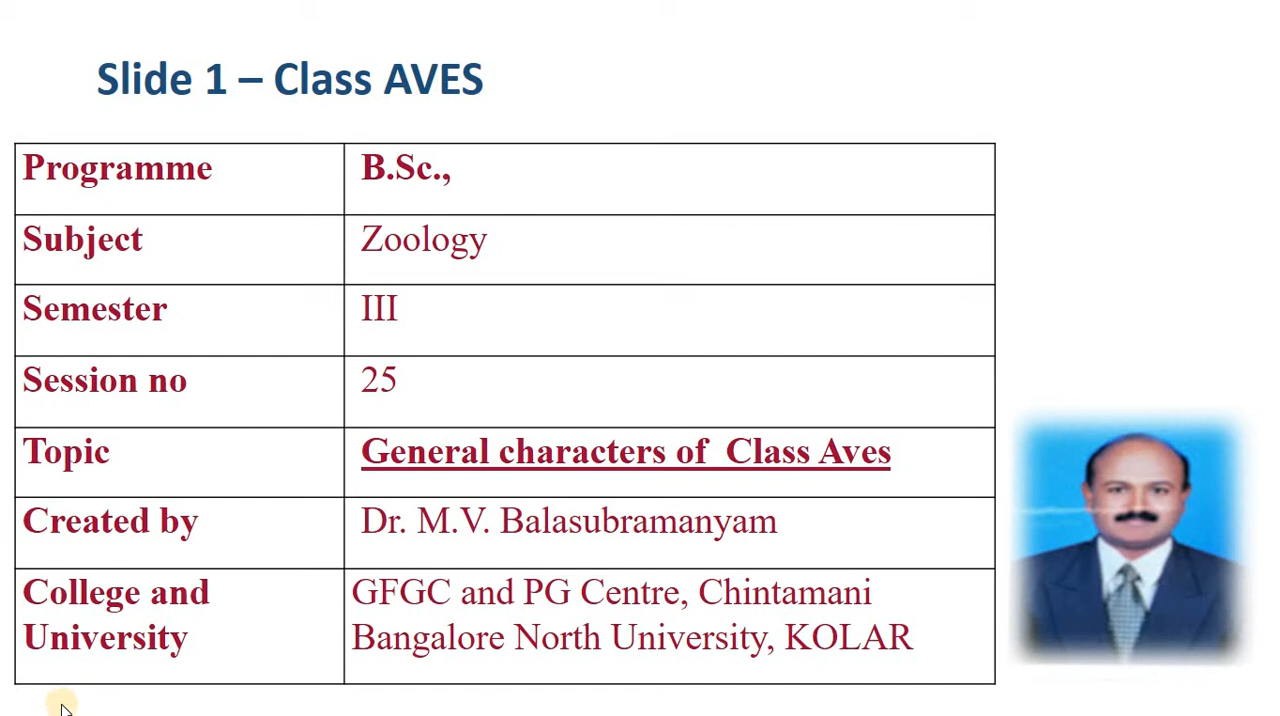 Slide 1 – Class AVES
Programme B.Sc.,
Subject Zoology
Semester III
Session no 25
Topic General characters of Class Aves
Created by Dr. M.V. Balasubramanyam
College and GFGC and PG Centre, Chintamani
University Bangalore North University, KOLAR